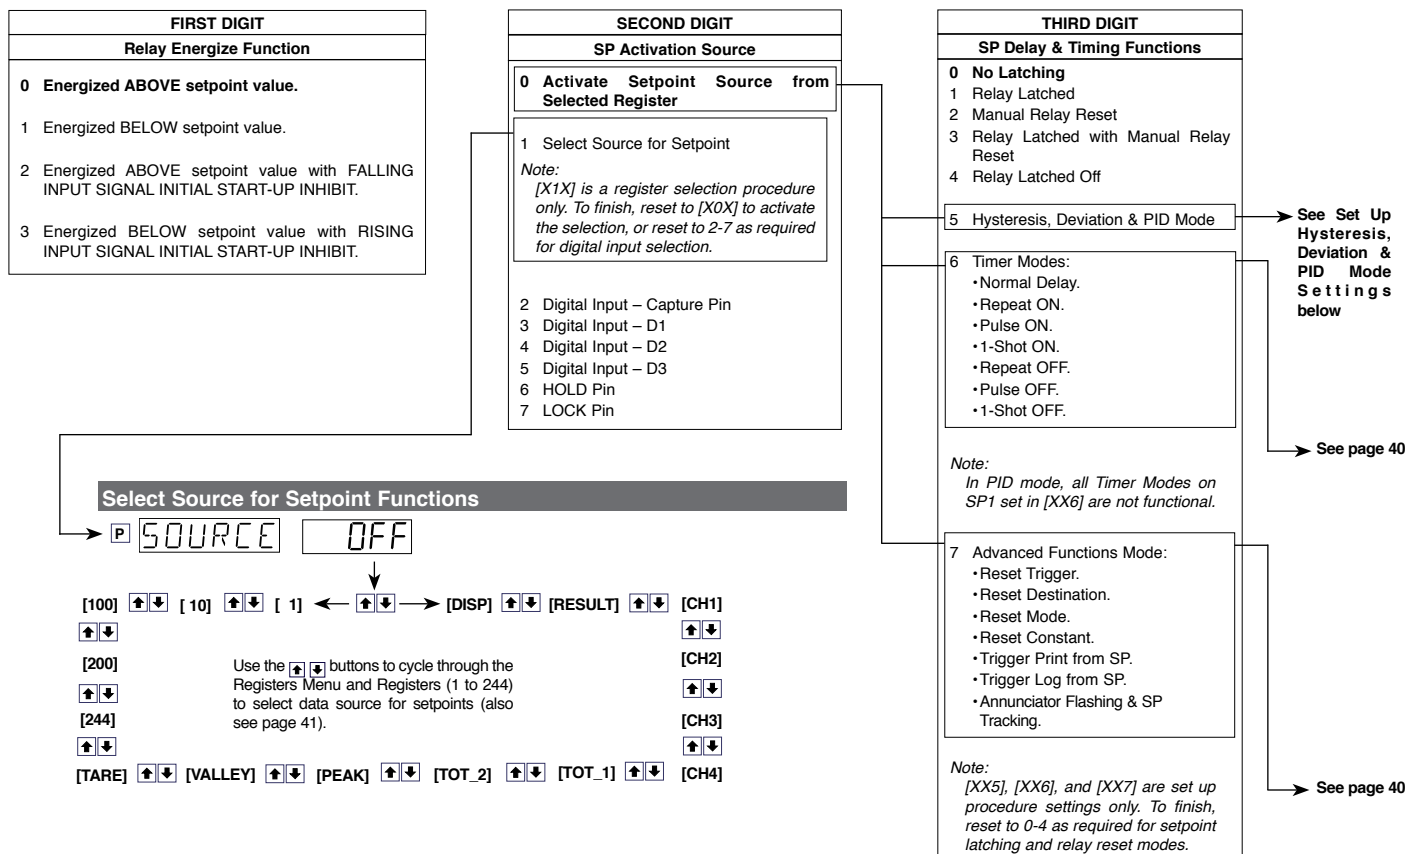 FIRST DIGIT
Relay Energize Function
0 Energized ABOVE setpoint value.
1 Energized BELOW setpoint value.
2 Energized ABOVE setpoint value with FALLING
INPUT SIGNAL INITIAL START-UP INHIBIT.
3 Energized BELOW setpoint value with RISING
INPUT SIGNAL INITIAL START-UP INHIBIT.
SECOND DIGIT
SP Activation Source
0 Activate Setpoint Source from
Selected Register
1 Select Source for Setpoint
Note:
[X1X] is a register selection procedure
only. To finish, reset to [X0X] to activate
the selection, or reset to 2-7 as required
for digital input selection.
2 Digital Input – Capture Pin
3 Digital Input – D1
4 Digital Input – D2
5 Digital Input – D3
6 HOLD Pin
7 LOCK Pin
THIRD DIGIT
SP Delay & Timing Functions
0 No Latching
1 Relay Latched
2 Manual Relay Reset
3 Relay Latched with Manual Relay
Reset
4 Relay Latched Off
5 Hysteresis, Deviation & PID Mode
See Set Up
Hysteresis,
Deviation &
PID Mode
Settings
below
6 Timer Modes:
•Normal Delay.
•Repeat ON.
•Pulse ON.
•1-Shot ON.
•Repeat OFF.
•Pulse OFF.
•1-Shot OFF.
See page 40
Note:
In PID mode, all Timer Modes on
SP1 set in [XX6] are not functional.
7 Advanced Functions Mode:
•Reset Trigger.
•Reset Destination.
•Reset Mode.
•Reset Constant.
•Trigger Print from SP.
•Trigger Log from SP.
•Annunciator Flashing & SP
Tracking.
See page 40
Note:
[XX5], [XX6], and [XX7] are set up
procedure settings only. To finish,
reset to 0-4 as required for setpoint
latching and relay reset modes.
Select Source for Setpoint Functions
P SOURCE OFF
[100] [ 10] [ 1] [DISP] [RESULT] [CH1]
[200] [CH2]
Use the buttons to cycle through the
Registers Menu and Registers (1 to 244)
to select data source for setpoints (also
see page 41).
[244] [CH3]
[TARE] [VALLEY] [PEAK] [TOT_2] [TOT_1] [CH4]